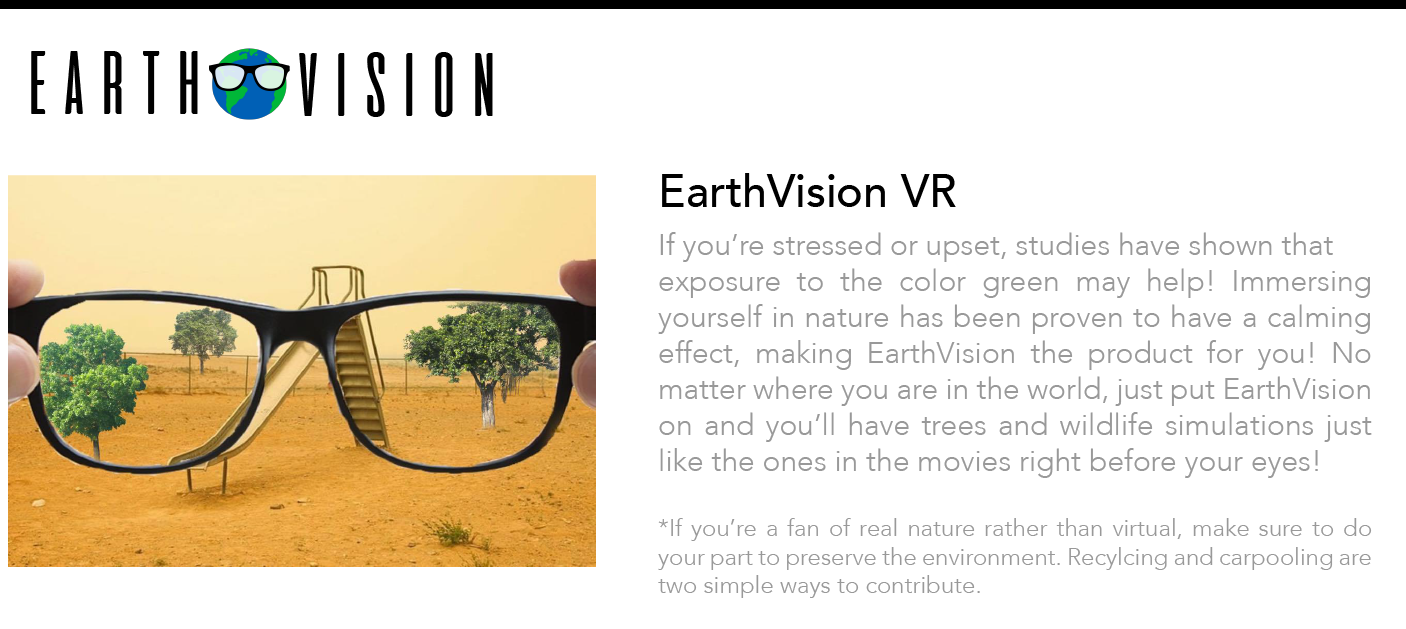 EARTH VISION
EarthVision VR
If you're stressed or upset, studies have shown that
exposure to the color green may help! Immersing
yourself in nature has been proven to have a calming
effect, making EarthVision the product for you! No
matter where you are in the world, just put EarthVision
on and you'll have trees and wildlife simulations just
like the ones in the movies right before your eyes!
*If you're a fan of real nature rather than virtual, make sure to do
your part to preserve the environment. Recylcing and carpooling are
two simple ways to contribute.